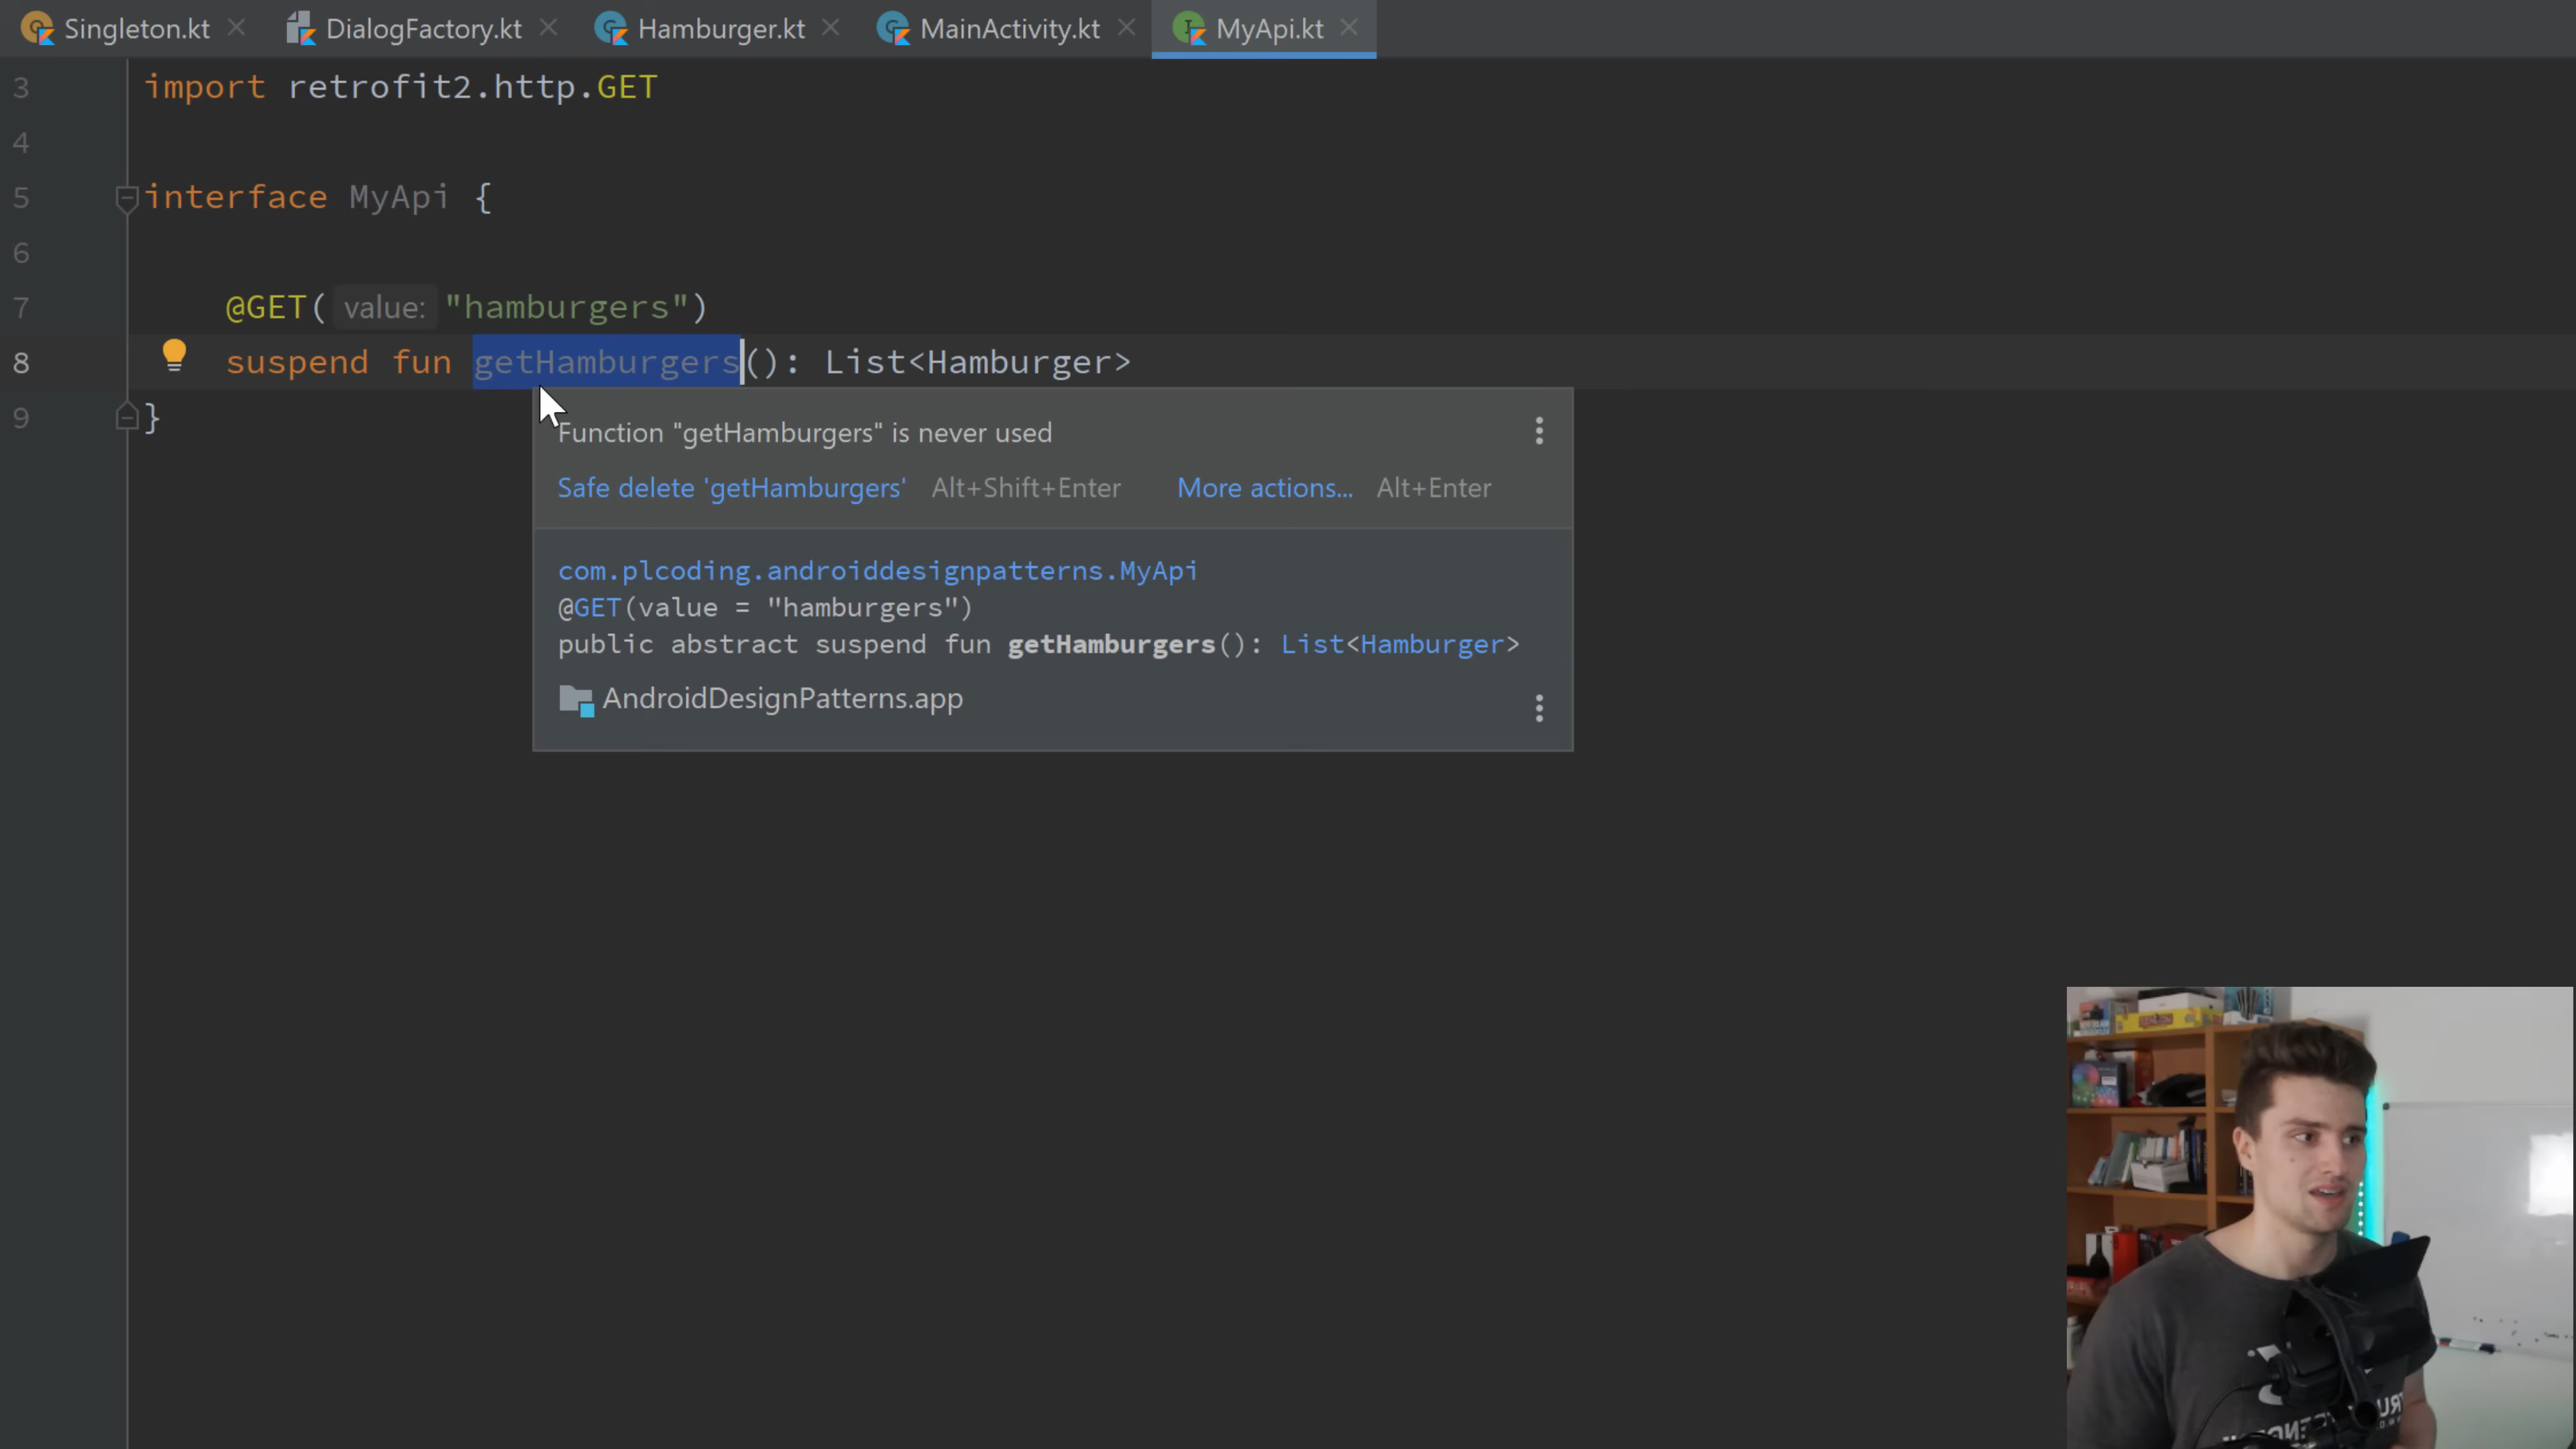 Singleton.kt DialogFactory.kt Hamburger.kt MainActivity.kt MyApi.kt
3 import retrofit2.http.GET
4
5 interface MyApi {
6
7 @GET( value: "hamburgers")
8 suspend fun getHamburgers(): List<Hamburger>
9 }
Function "getHamburgers" is never used
Safe delete 'getHamburgers' Alt+Shift+Enter More actions... Alt+Enter
com.plcoding.androiddesignpatterns.MyApi
@GET(value = "hamburgers")
public abstract suspend fun getHamburgers(): List<Hamburger>
AndroidDesignPatterns.app